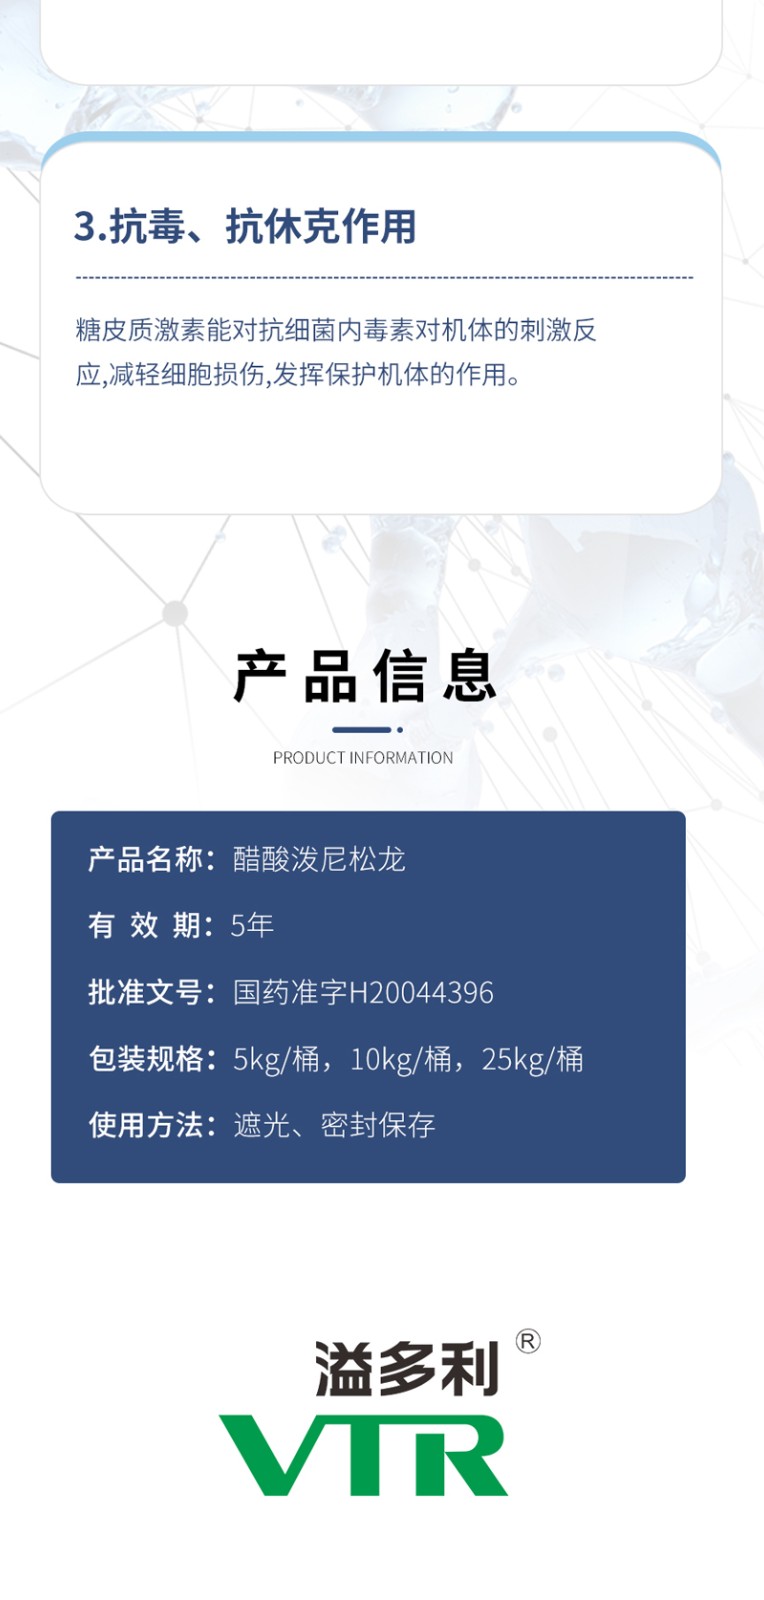 3.抗毒、抗休克作用
糖皮质激素能对抗细菌内毒素对机体的刺激反
应,减轻细胞损伤,发挥保护机体的作用。
产品信息
PRODUCT INFORMATION
产品名称：醋酸泼尼松龙
有 效 期：5年
批准文号：国药准字H20044396
包装规格：5kg/桶，10kg/桶，25kg/桶
使用方法：遮光、密封保存
溢多利®
VTR